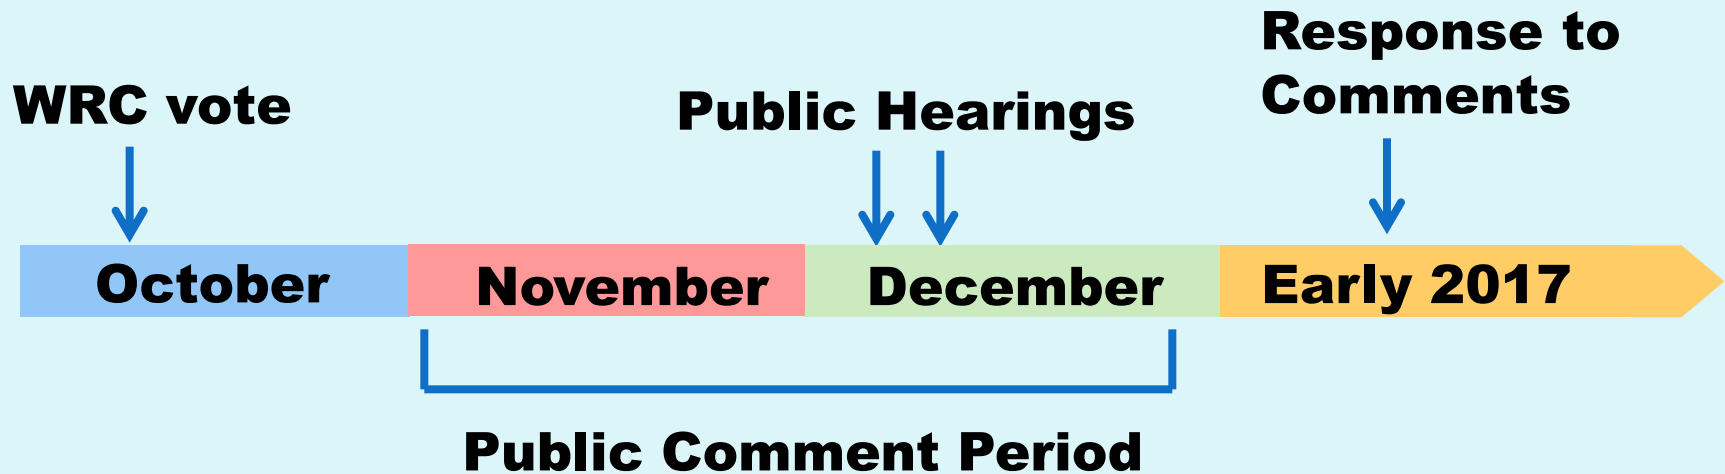 WRC vote
Public Hearings
Response to
Comments
October
November
December
Early 2017
Public Comment Period